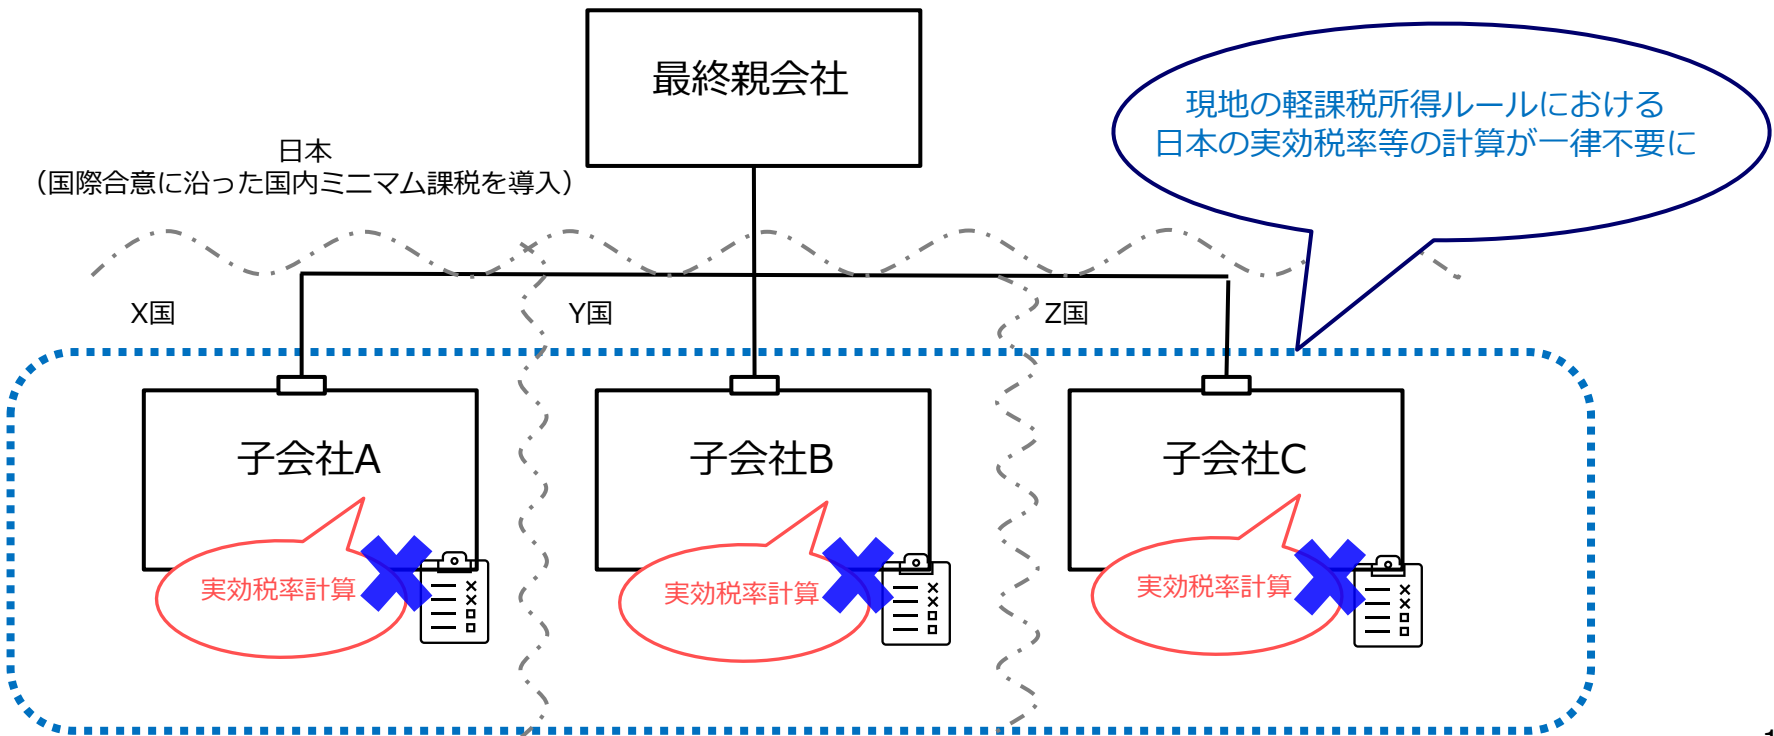 最終親会社
現地の軽課税所得ルールにおける
日本の実効税率等の計算が一律不要に
日本
（国際合意に沿った国内ミニマム課税を導入）
X国
Y国
Z国
子会社A
子会社B
子会社C
実効税率計算
実効税率計算
実効税率計算